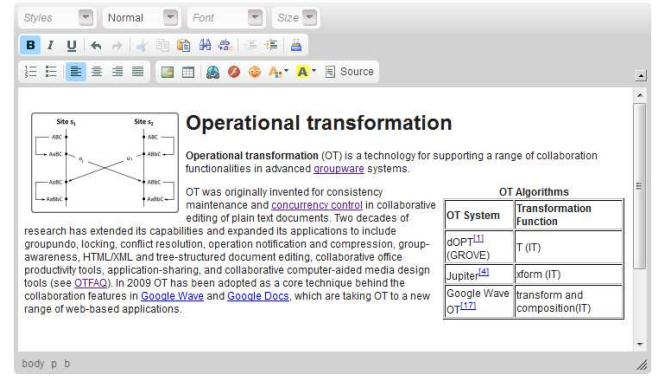 Styles Normal Font Size
B I U
Source
Operational transformation
Site s1 Site s2
ABC ABC
AxBC ABbC
AxBC ABbC
AxBbC AxBbC
Operational transformation (OT) is a technology for supporting a range of collaboration
functionalities in advanced groupware systems.
OT was originally invented for consistency
maintenance and concurrency control in collaborative
editing of plain text documents. Two decades of
research has extended its capabilities and expanded its applications to include
groupundo, locking, conflict resolution, operation notification and compression, group-
awareness, HTML/XML and tree-structured document editing, collaborative office
productivity tools, application-sharing, and collaborative computer-aided media design
tools (see OTFAQ). In 2009 OT has been adopted as a core technique behind the
collaboration features in Google Wave and Google Docs, which are taking OT to a new
range of web-based applications.
OT Algorithms
OT System Transformation
Function
dOPT[1]
(GROVE) T (IT)
Jupiter[4] xform (IT)
Google Wave transform and
OT[17] composition(IT)
body p b